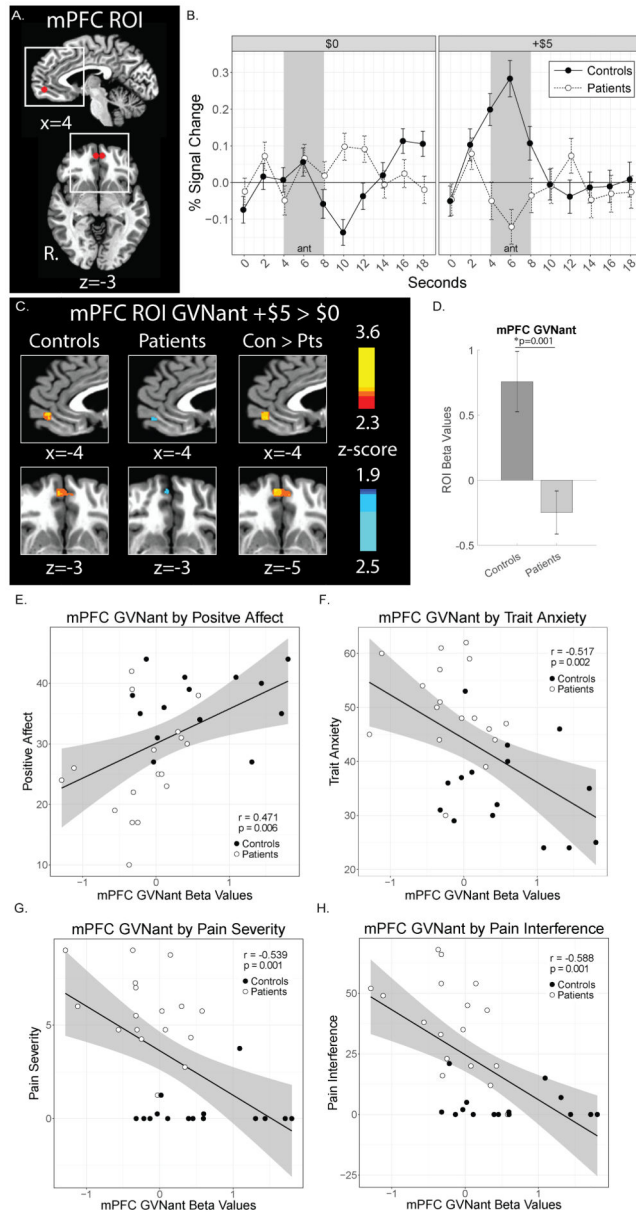 A.
mPFC ROI
x=4
R.
z=-3
B.
$0
+$5
% Signal Change
0.3
0.2
0.1
0.0
−0.1
Controls
Patients
ant
ant
0 2 4 6 8 10 12 14 16 18
0 2 4 6 8 10 12 14 16 18
Seconds
C.
mPFC ROI GVNant +$5 > $0
Controls Patients Con > Pts
3.6
2.3
x=-4 x=-4 x=-4
z-score
1.9
2.5
z=-3 z=-3 z=-5
D.
mPFC GVNant
*p=0.001
ROI Beta Values
1
0.5
0
-0.5
Controls
Patients
E.
mPFC GVNant by Positve Affect
Positive Affect
40
30
20
10
r = 0.471
p = 0.006
Controls
Patients
−1 0 1
mPFC GVNant Beta Values
F.
mPFC GVNant by Trait Anxiety
Trait Anxiety
60
50
40
30
20
r = -0.517
p = 0.002
Controls
Patients
−1 0 1
mPFC GVNant Beta Values
G.
mPFC GVNant by Pain Severity
Pain Severity
5
0
r = -0.539
p = 0.001
Controls
Patients
−1 0 1
mPFC GVNant Beta Values
H.
mPFC GVNant by Pain Interference
Pain Interference
50
25
0
−25
r = -0.588
p = 0.001
Controls
Patients
−1 0 1
mPFC GVNant Beta Values